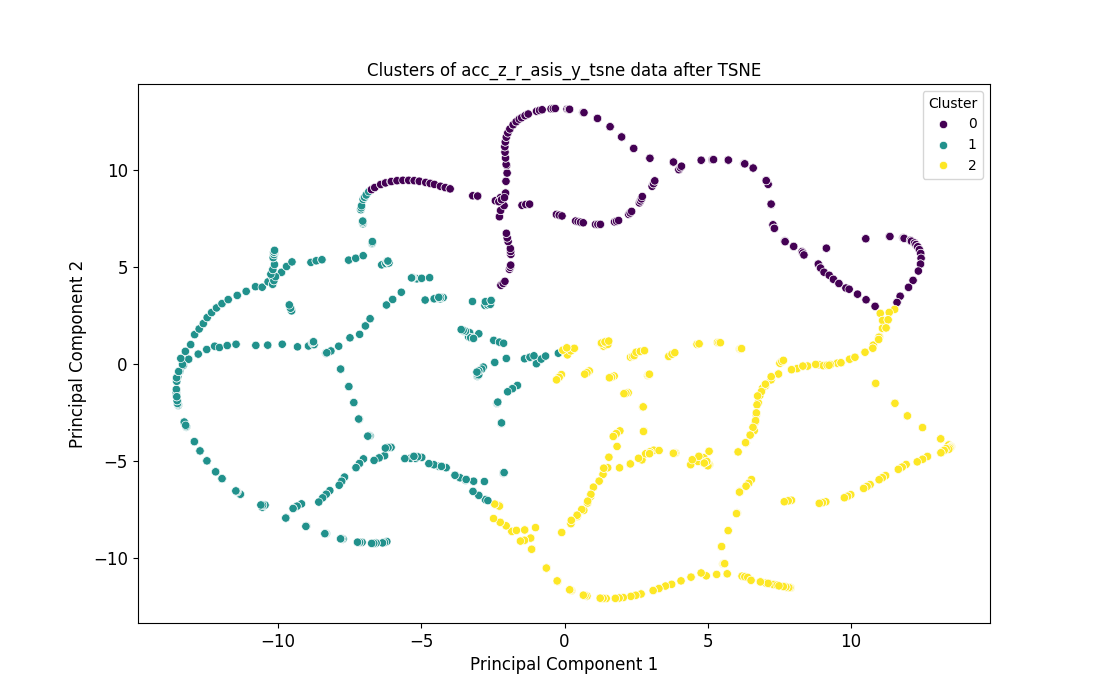 Clusters of acc_z_r_asis_y_tsne data after TSNE
Cluster
0
1
2
Principal Component 2
10
5
0
−5
−10
−10 −5 0 5 10
Principal Component 1